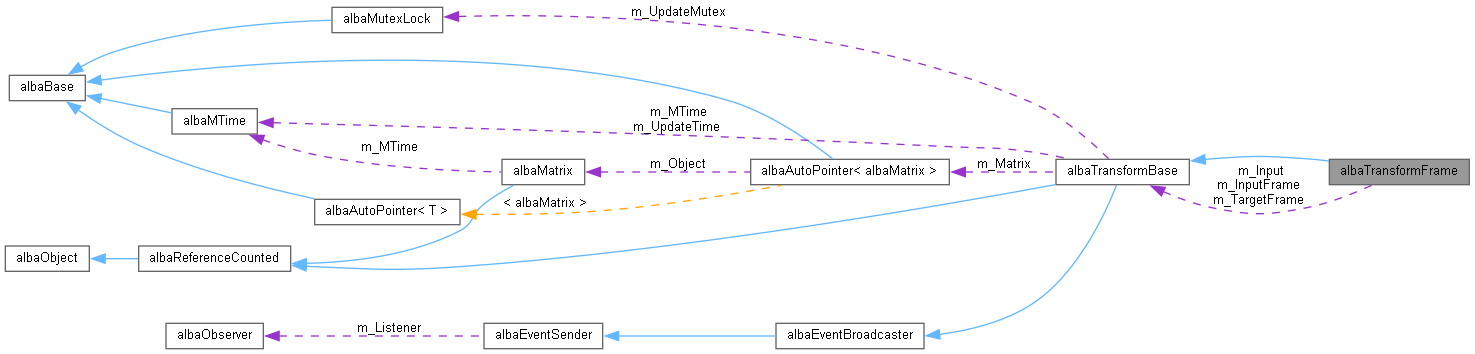 m_UpdateMutex
albaMutexLock
albaBase
m_MTime
m_UpdateTime
albaMTime
m_MTime
albaMatrix
m_Object
albaAutoPointer< albaMatrix >
m_Matrix
albaTransformBase
m_Input
m_InputFrame
m_TargetFrame
albaTransformFrame
< albaMatrix >
albaAutoPointer< T >
albaObject
albaReferenceCounted
albaObserver
m_Listener
albaEventSender
albaEventBroadcaster